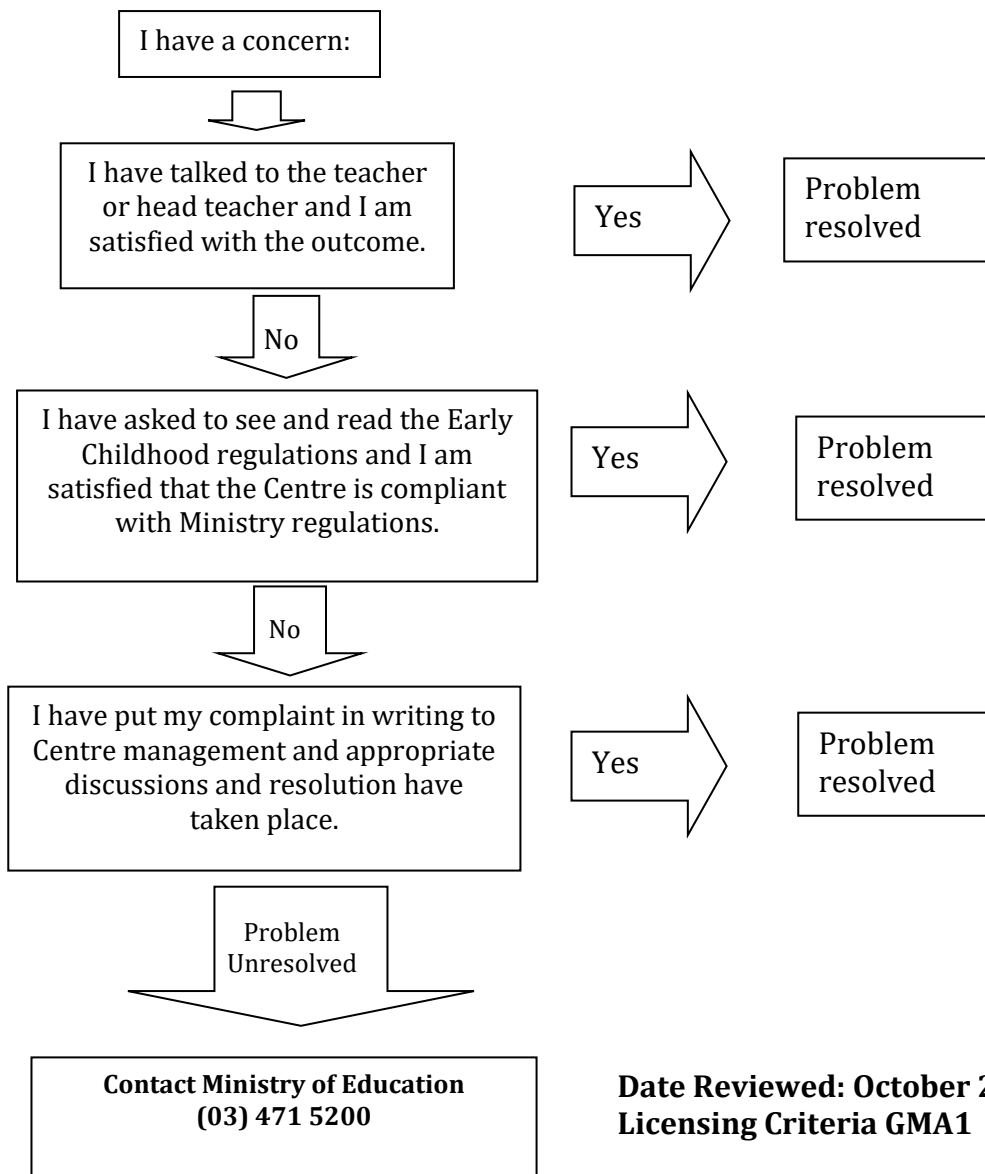 I have a concern:
I have talked to the teacher
or head teacher and I am
satisfied with the outcome.
Yes
Problem
resolved
No
I have asked to see and read the Early
Childhood regulations and I am
satisfied that the Centre is compliant
with Ministry regulations.
Yes
Problem
resolved
No
I have put my complaint in writing to
Centre management and appropriate
discussions and resolution have
taken place.
Yes
Problem
resolved
Problem
Unresolved
Contact Ministry of Education
(03) 471 5200
Date Reviewed: October
Licensing Criteria GMA1